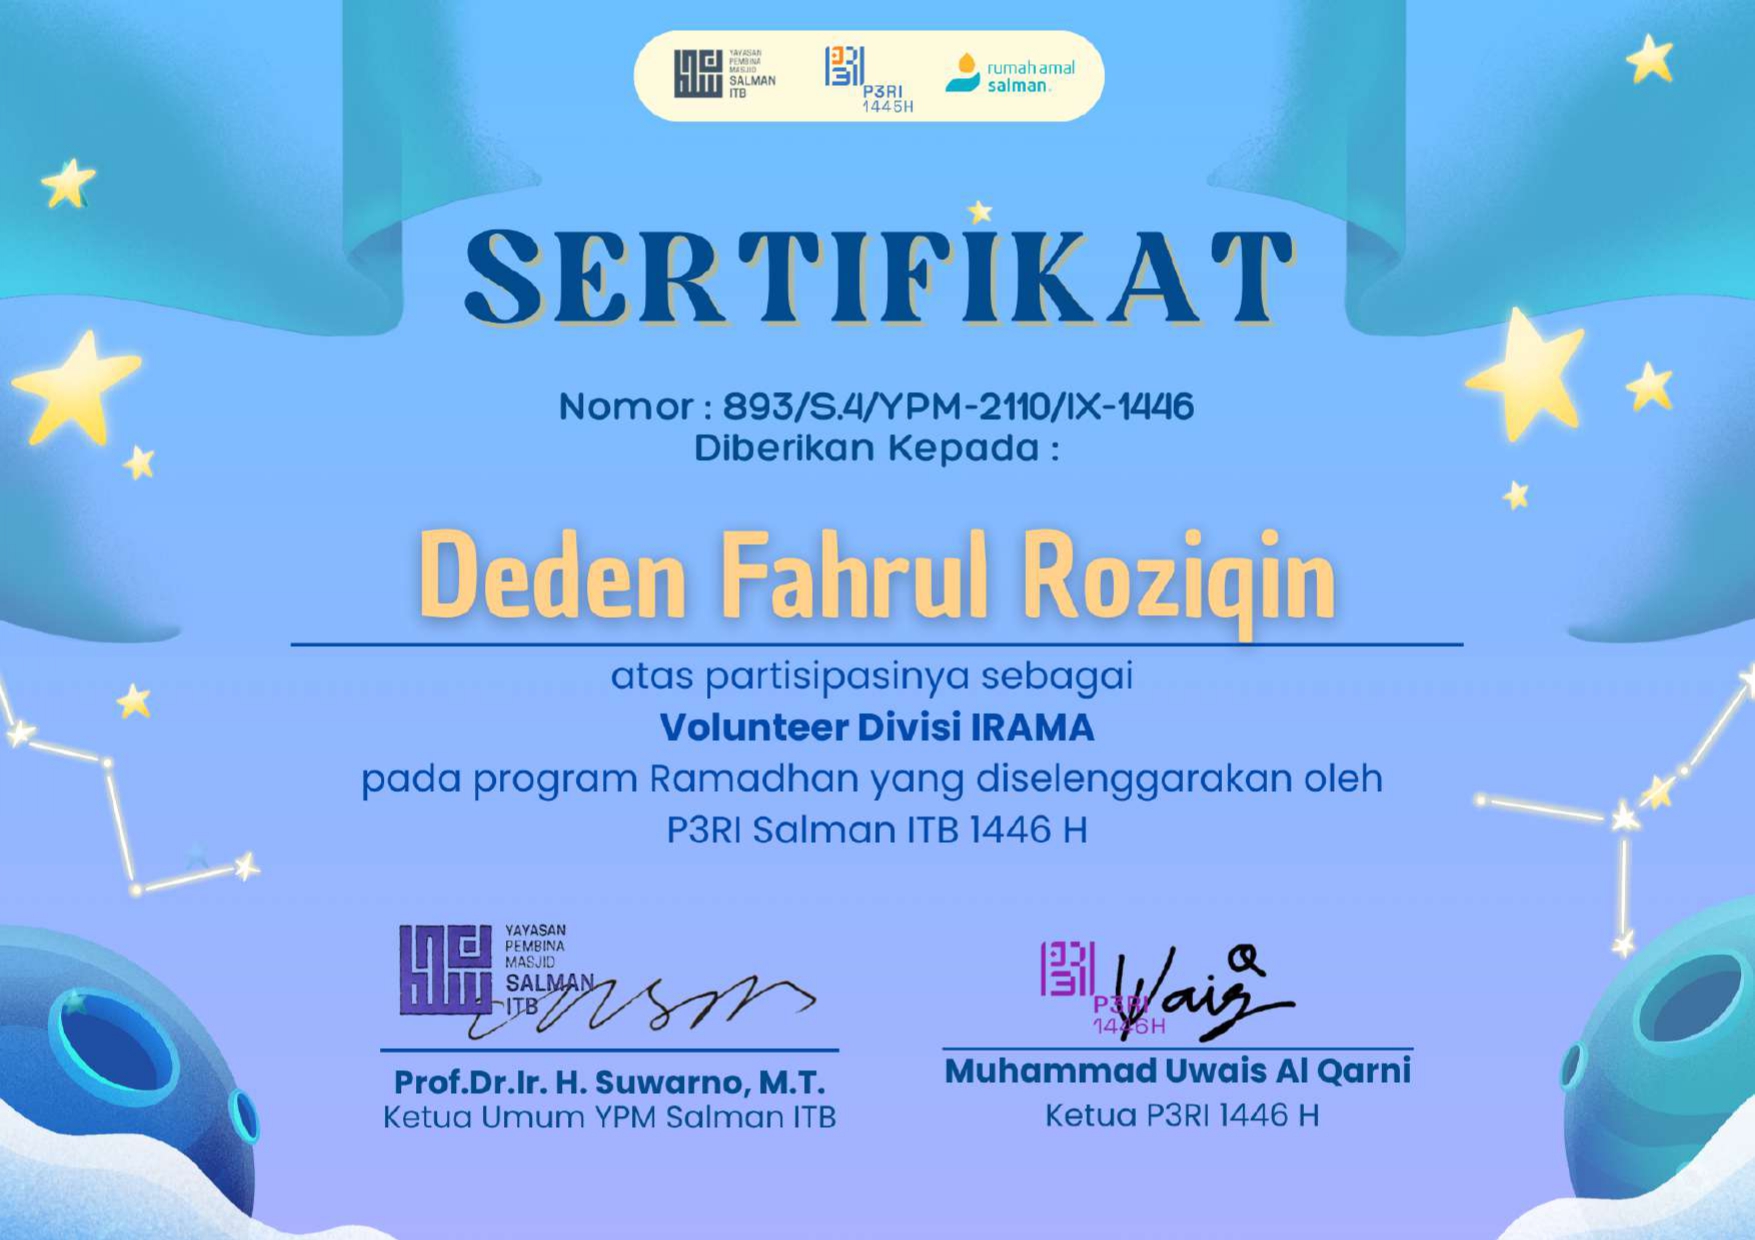 YAYASAN
PEMBINA
MASJID
SALMAN
ITB
P3RI
1445H
rumah amal
salman.
SERTIFIKAT
Nomor : 893/S.4/YPM-2110/IX-1446
Diberikan Kepada :
Deden Fahrul Roziqin
atas partisipasinya sebagai
Volunteer Divisi IRAMA
pada program Ramadhan yang diselenggarakan oleh
P3RI Salman ITB 1446 H
YAYASAN
PEMBINA
MASJID
SALMAN
ITB
P3RI
1446H
Waiz
Prof.Dr.Ir. H. Suwarno, M.T.
Ketua Umum YPM Salman ITB
Muhammad Uwais Al Qarni
Ketua P3RI 1446 H